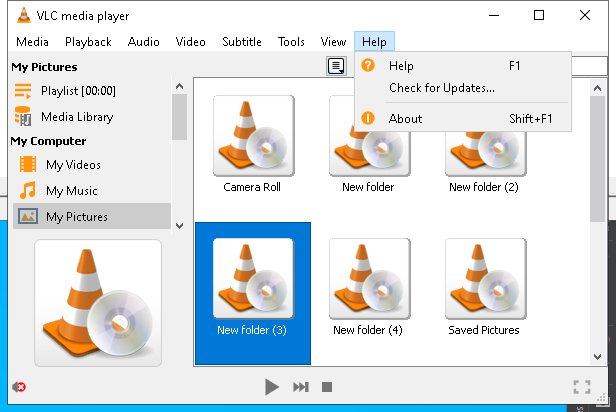 VLC media player
Media Playback Audio Video Subtitle Tools View Help
My Pictures
Playlist [00:00]
Media Library
My Computer
My Videos
My Music
My Pictures
Help F1
Check for Updates...
About Shift+F1
Camera Roll
New folder
New folder (2)
New folder (3)
New folder (4)
Saved Pictures